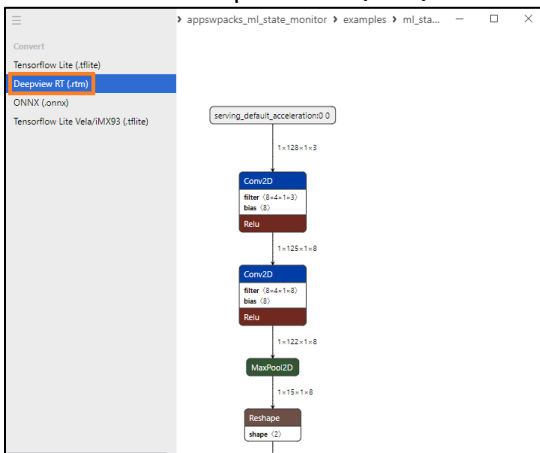 appswpacks_ml_state_monitor > examples > ml_sta...
Convert
Tensorflow Lite (.tflite)
Deepview RT (.rtm)
ONNX (.onnx)
Tensorflow Lite Vela/iMX93 (.tflite)
serving_default_acceleration:0 0
1×128×1×3
Conv2D
filter ⟨8×4×1×3⟩
bias ⟨8⟩
Relu
1×125×1×8
Conv2D
filter ⟨8×4×1×8⟩
bias ⟨8⟩
Relu
1×122×1×8
MaxPool2D
1×15×1×8
Reshape
shape ⟨2⟩